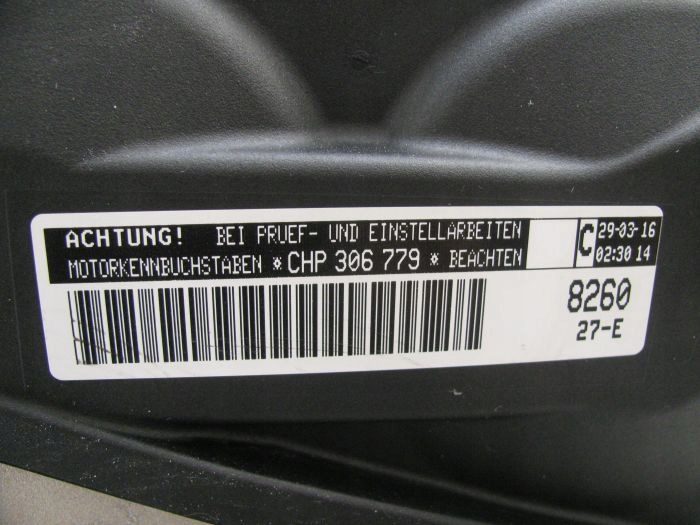 ACHTUNG! BEI PRUEF- UND EINSTELLARBEITEN
MOTORKENNBUCHSTABEN * CHP 306 779 * BEACHTEN
C 29-03-16
02:30 14
8260
27-E